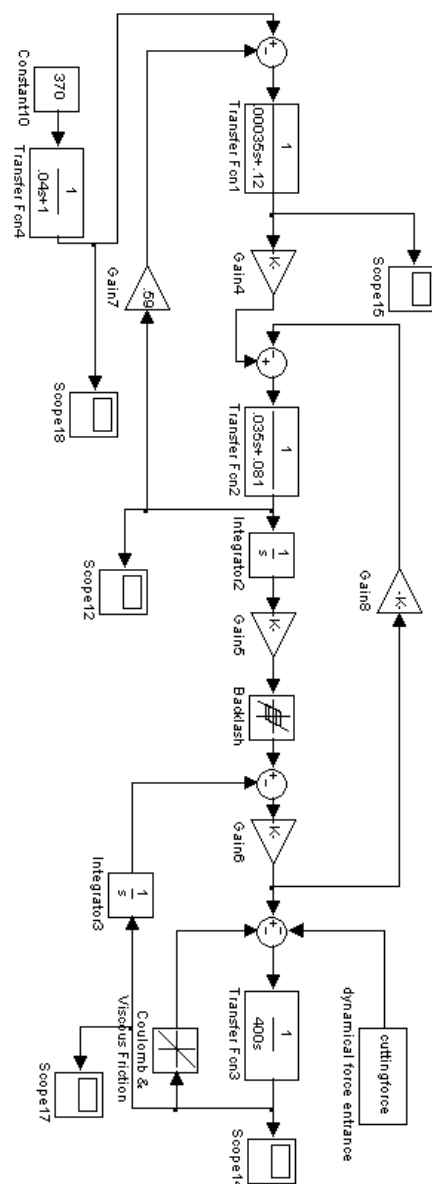 370
Constant10
1
.04s+1
Transfer Fcn4
Scope18
1
.00035s+.12
Transfer Fcn1
Scope15
K-
Gain4
.59
Gain7
1
.035s+.081
Transfer Fcn2
Scope12
1
s
Integrator2
K-
Gain5
Backlash
K-
Gain6
-K-
Gain8
1
s
Integrator3
Coulomb &
Viscous Friction
Scope17
1
400s
Transfer Fcn3
cuttingforce
dynamical force entrance